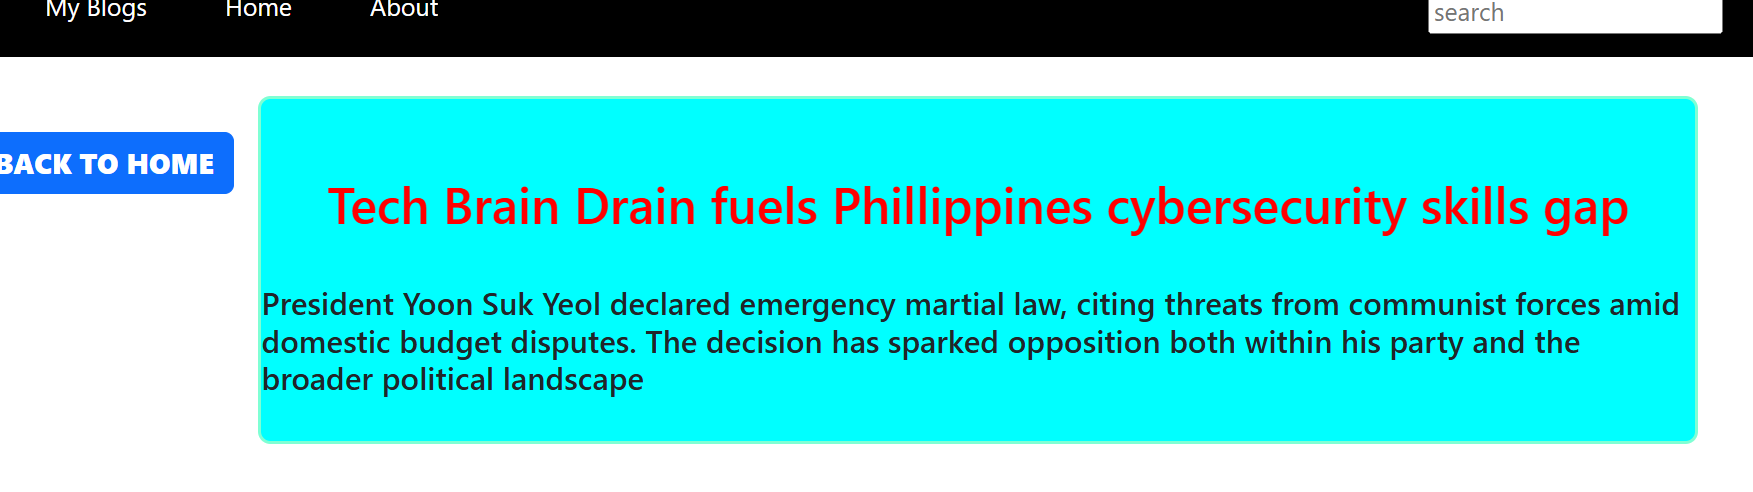 My Blogs Home About search
BACK TO HOME
Tech Brain Drain fuels Phillippines cybersecurity skills gap
President Yoon Suk Yeol declared emergency martial law, citing threats from communist forces amid
domestic budget disputes. The decision has sparked opposition both within his party and the
broader political landscape